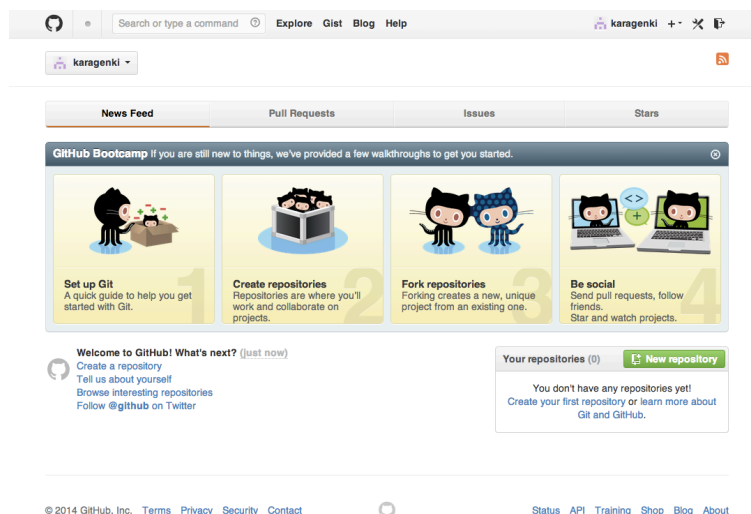 Search or type a command Explore Gist Blog Help karagenki
karagenki
News Feed Pull Requests Issues Stars
GitHub Bootcamp If you are still new to things, we've provided a few walkthroughs to get you started.
1
Set up Git
A quick guide to help you get
started with Git.
2
Create repositories
Repositories are where you'll
work and collaborate on
projects.
3
Fork repositories
Forking creates a new, unique
project from an existing one.
4
Be social
Send pull requests, follow
friends.
Star and watch projects.
Welcome to GitHub! What's next? (just now)
Create a repository
Tell us about yourself
Browse interesting repositories
Follow @github on Twitter
Your repositories (0) New repository
You don't have any repositories yet!
Create your first repository or learn more about
Git and GitHub.
© 2014 GitHub, Inc. Terms Privacy Security Contact Status API Training Shop Blog About